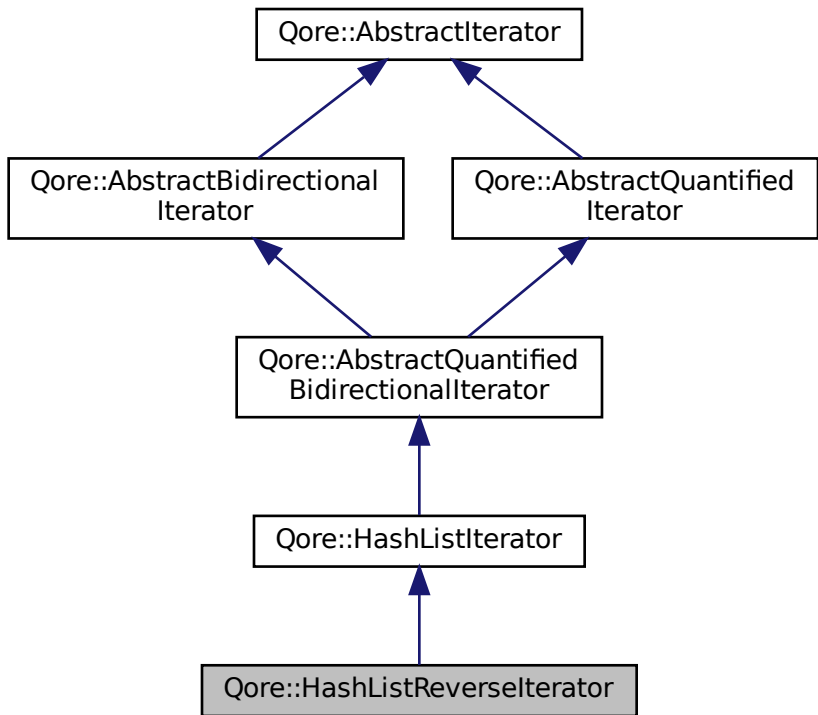 Qore::AbstractIterator
Qore::AbstractBidirectional
Iterator
Qore::AbstractQuantified
Iterator
Qore::AbstractQuantified
BidirectionalIterator
Qore::HashListIterator
Qore::HashListReverseIterator